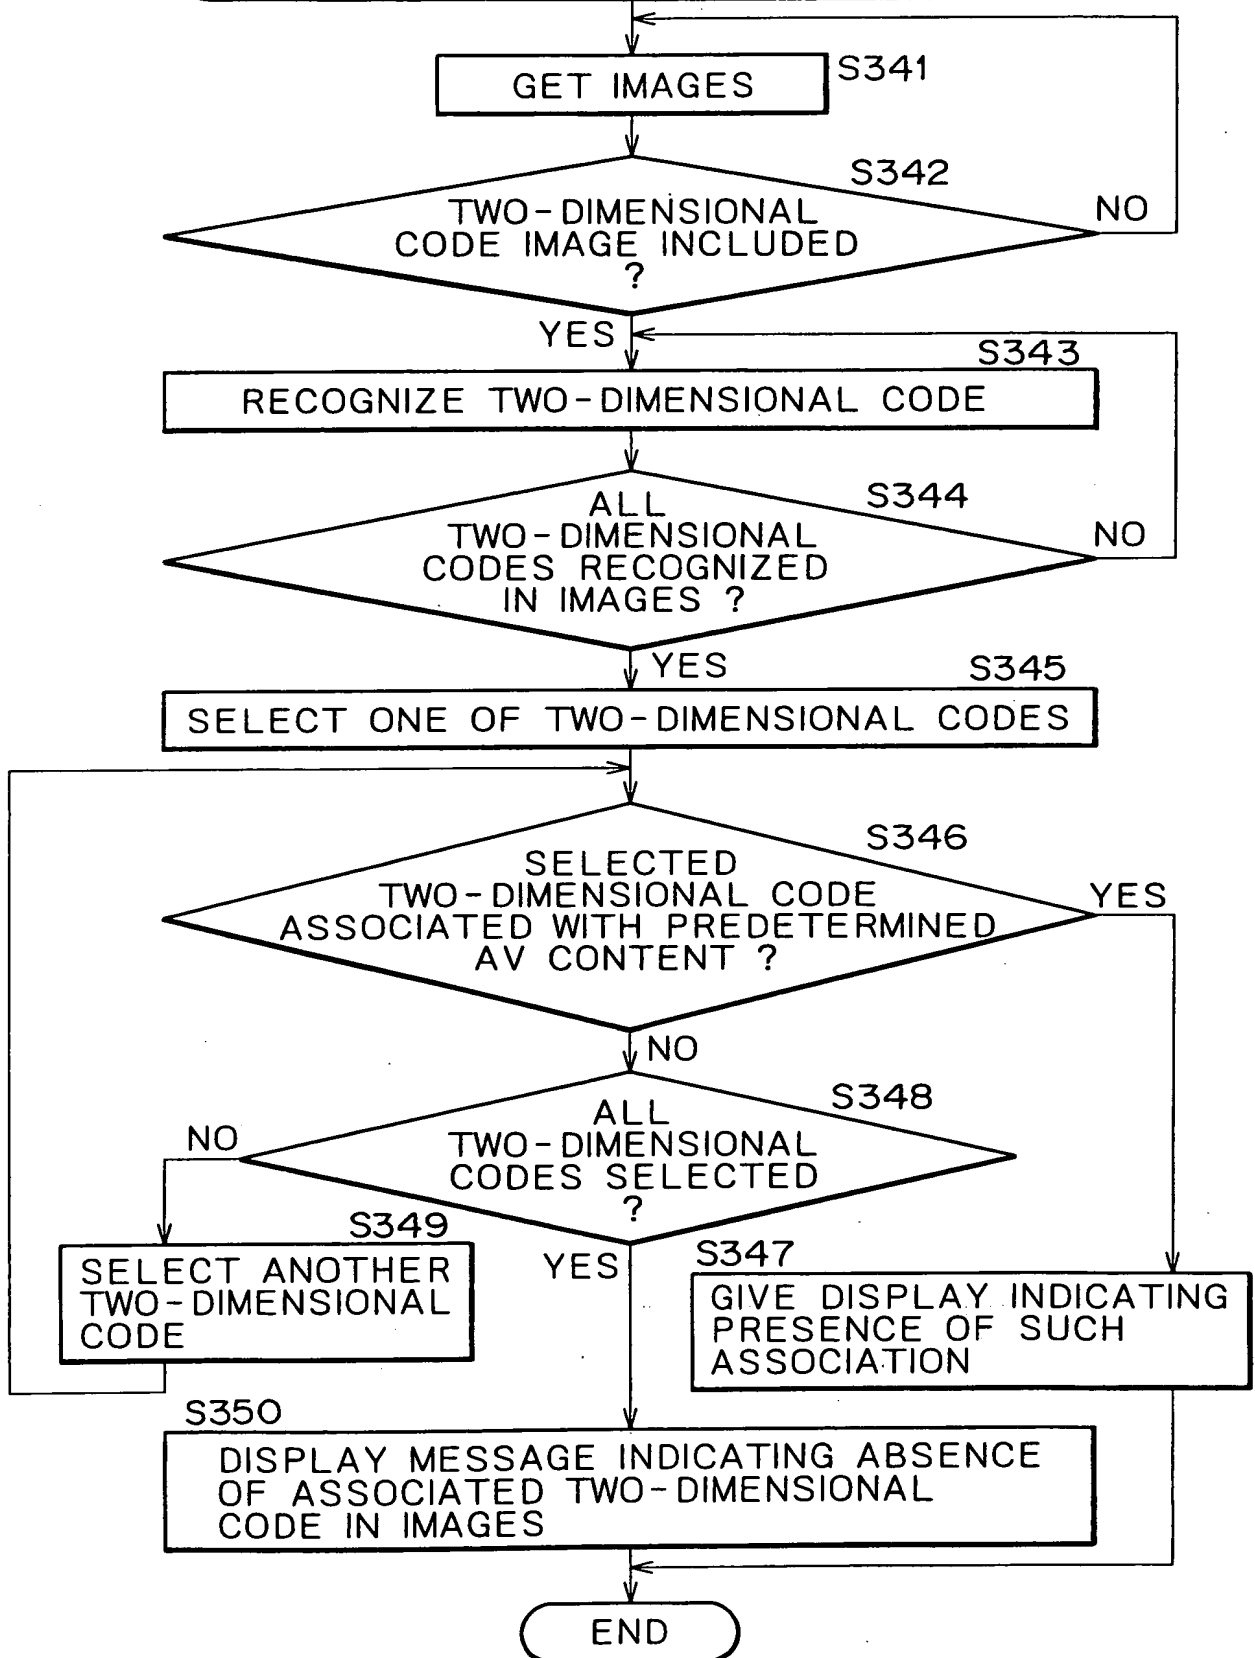 GET IMAGES
S341
S342
TWO-DIMENSIONAL
CODE IMAGE INCLUDED
?
NO
YES
S343
RECOGNIZE TWO-DIMENSIONAL CODE
S344
ALL
TWO-DIMENSIONAL
CODES RECOGNIZED
IN IMAGES ?
NO
YES
S345
SELECT ONE OF TWO-DIMENSIONAL CODES
S346
SELECTED
TWO-DIMENSIONAL CODE
ASSOCIATED WITH PREDETERMINED
AV CONTENT ?
YES
NO
S348
ALL
TWO-DIMENSIONAL
CODES SELECTED
?
NO
YES
S349
SELECT ANOTHER
TWO-DIMENSIONAL
CODE
S347
GIVE DISPLAY INDICATING
PRESENCE OF SUCH
ASSOCIATION
S350
DISPLAY MESSAGE INDICATING ABSENCE
OF ASSOCIATED TWO-DIMENSIONAL
CODE IN IMAGES
END